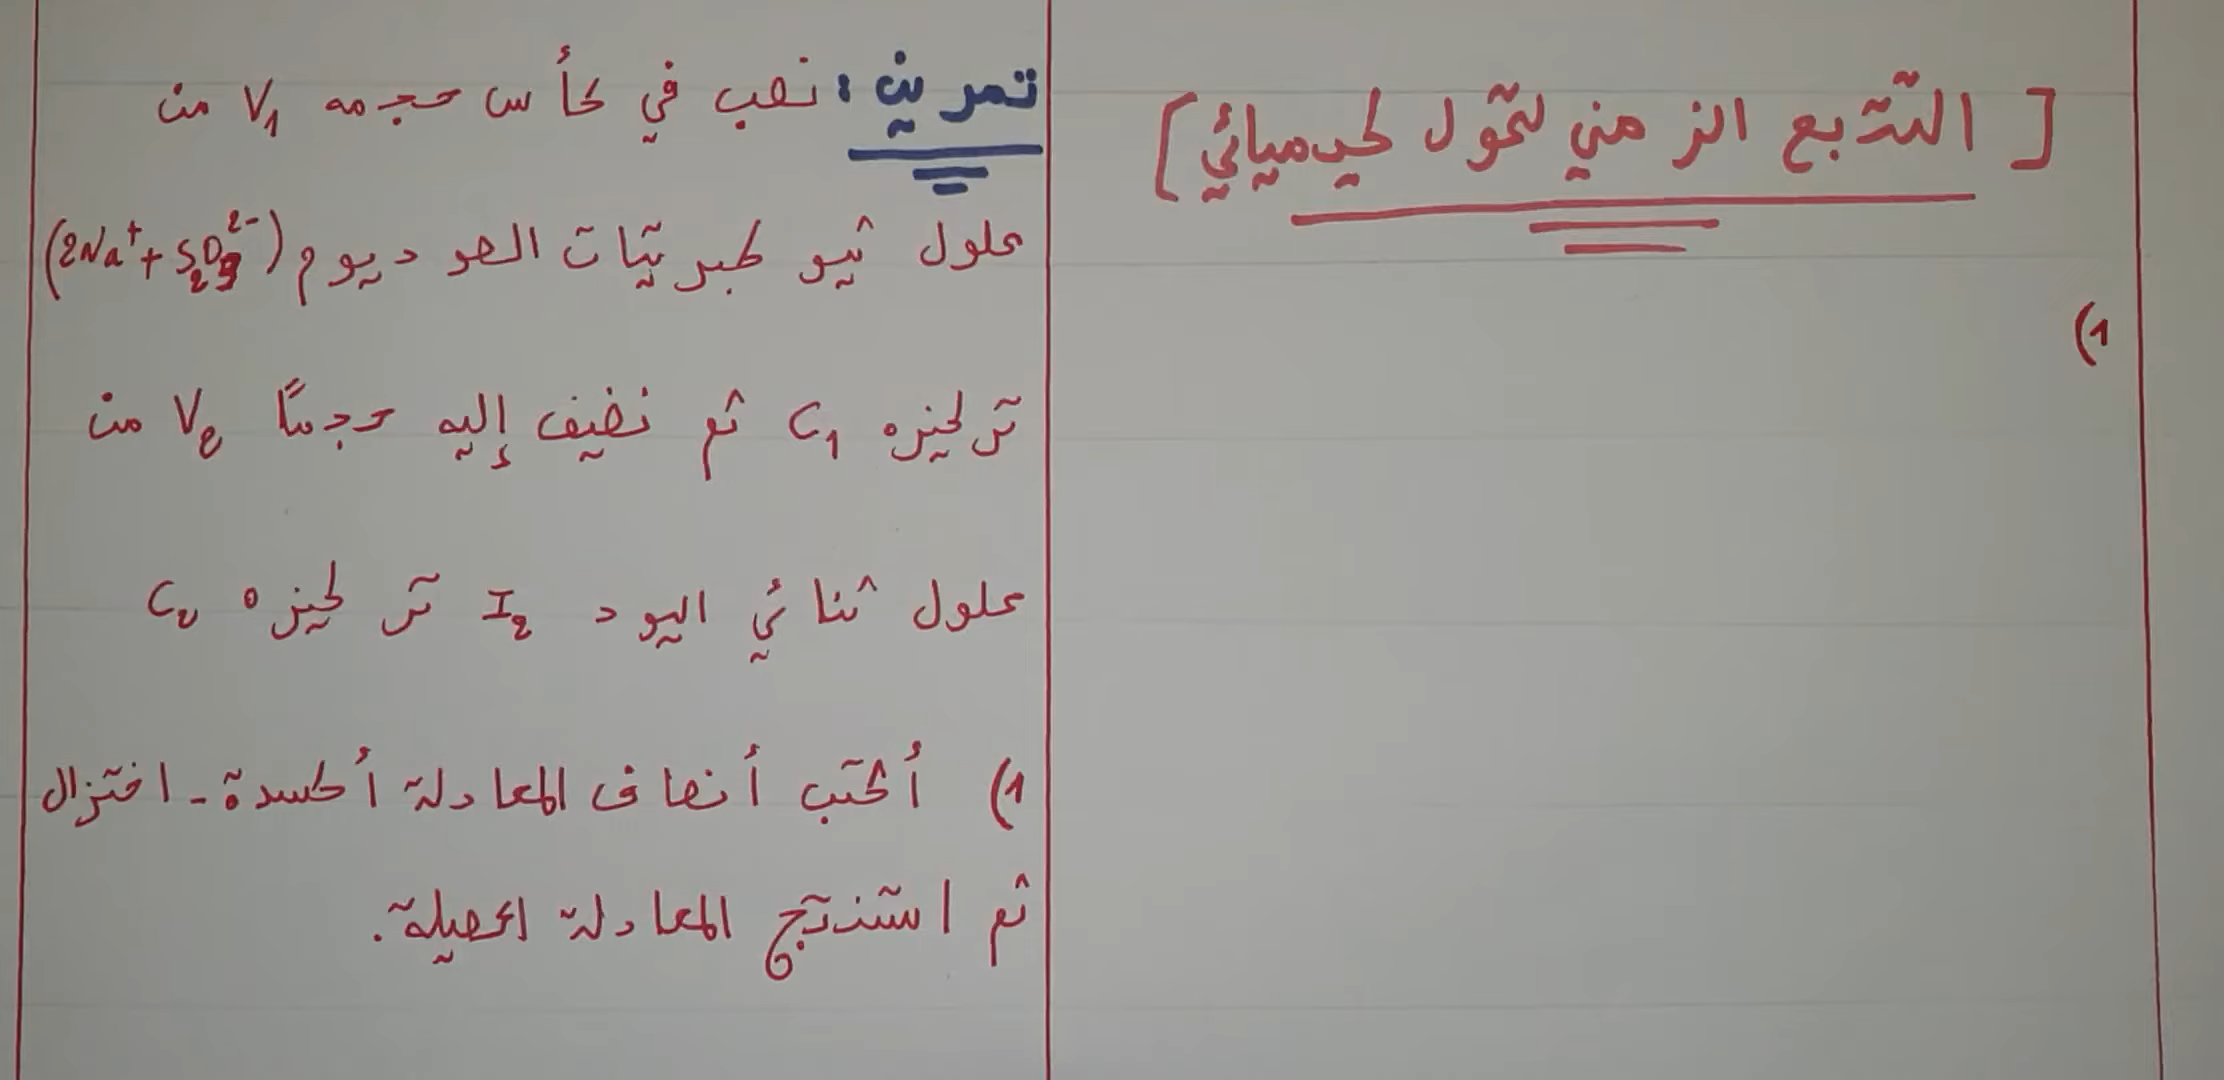 [ التتبع الزمني لتحول كيميائي ]
1)
تمرين : نصب في كأس حجمه V₁ من
محلول ثيو كبريتات الصوديوم (2Na⁺ + S₂O₃²⁻)
تركيزه C₁ ثم نضيف إليه حجمًا V₂ من
محلول ثنائي اليود I₂ تركيزه C₂
1) أكتب أنصاف المعادلة أكسدة - اختزال
ثم استنتج المعادلة الحصيلة .